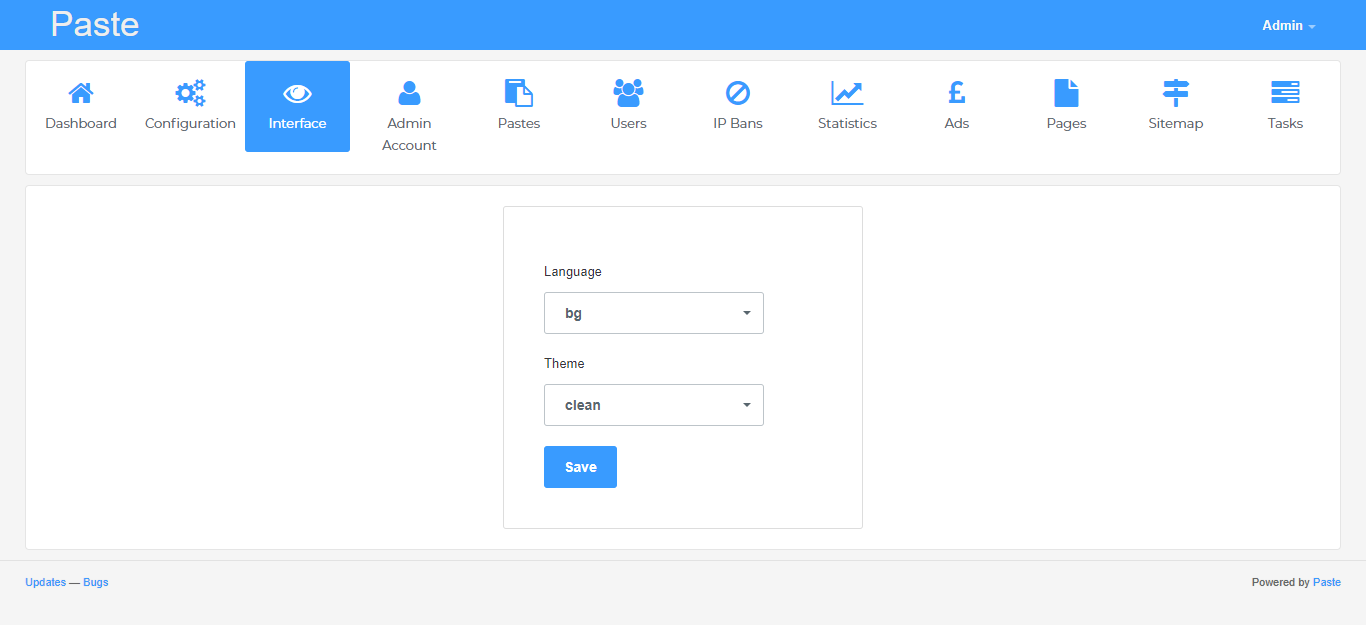 Paste
Admin
Dashboard
Configuration
Interface
Admin
Account
Pastes
Users
IP Bans
Statistics
Ads
Pages
Sitemap
Tasks
Language
bg
Theme
clean
Save
Updates — Bugs
Powered by Paste